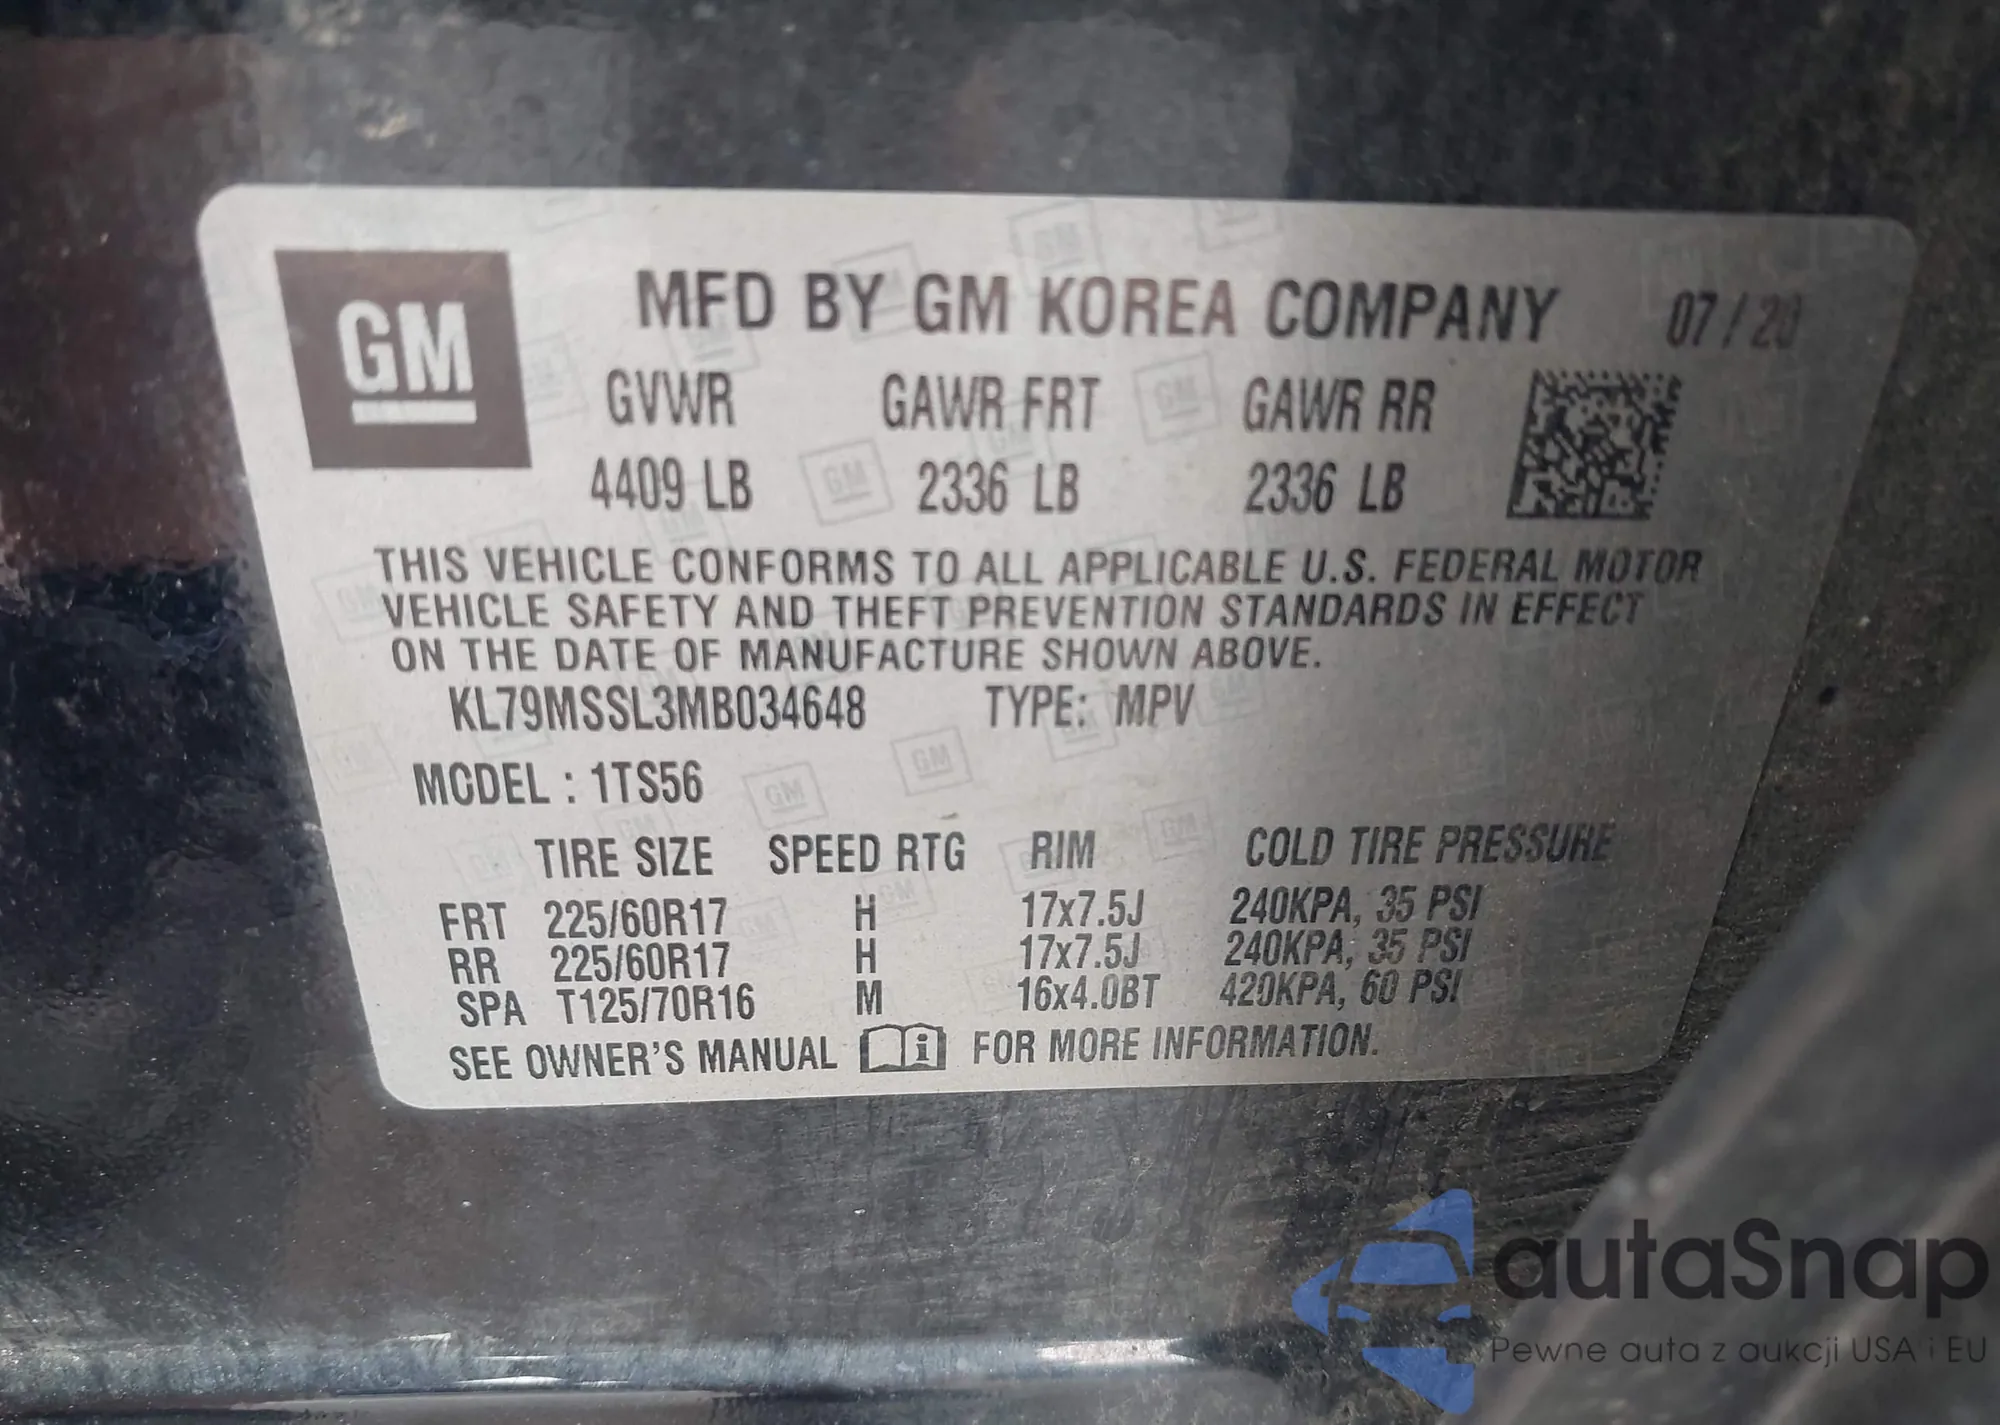 GM
MFD BY GM KOREA COMPANY 07/20
GVWR GAWR FRT GAWR RR
4409 LB 2336 LB 2336 LB
THIS VEHICLE CONFORMS TO ALL APPLICABLE U.S. FEDERAL MOTOR
VEHICLE SAFETY AND THEFT PREVENTION STANDARDS IN EFFECT
ON THE DATE OF MANUFACTURE SHOWN ABOVE.
KL79MSSL3MB034648 TYPE: MPV
MODEL : 1TS56
TIRE SIZE SPEED RTG RIM COLD TIRE PRESSURE
FRT 225/60R17 H 17x7.5J 240KPA, 35 PSI
RR 225/60R17 H 17x7.5J 240KPA, 35 PSI
SPA T125/70R16 M 16x4.0BT 420KPA, 60 PSI
SEE OWNER'S MANUAL FOR MORE INFORMATION.
autaSnap
Pewne auta z aukcji USA i EU